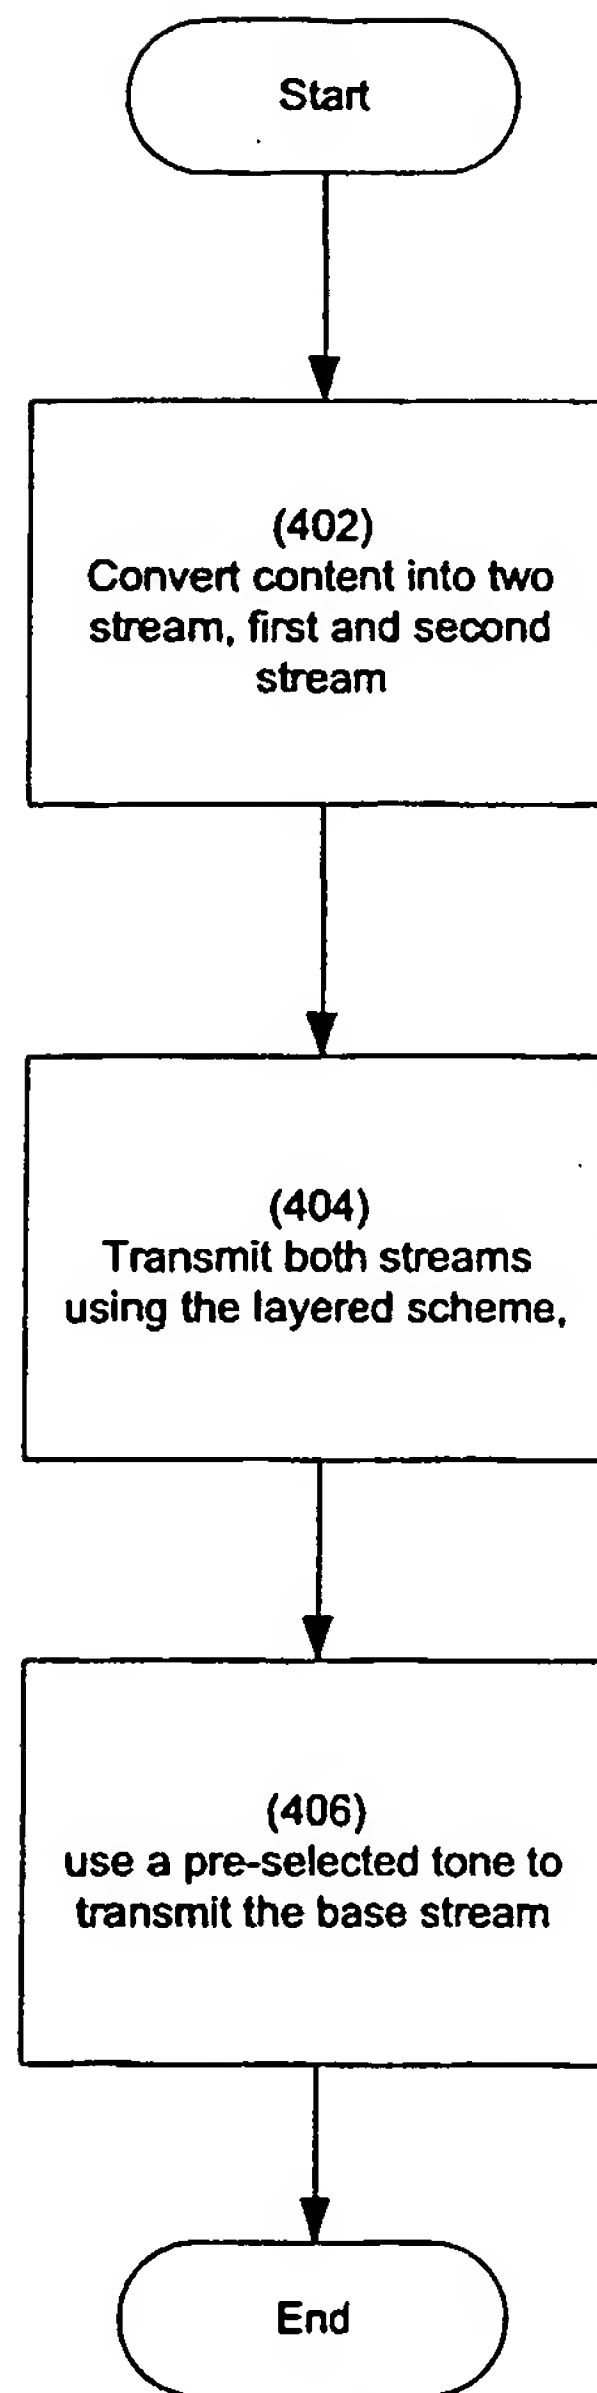 Start
(402)
Convert content into two
stream, first and second
stream
(404)
Transmit both streams
using the layered scheme,
(406)
use a pre-selected tone to
transmit the base stream
End